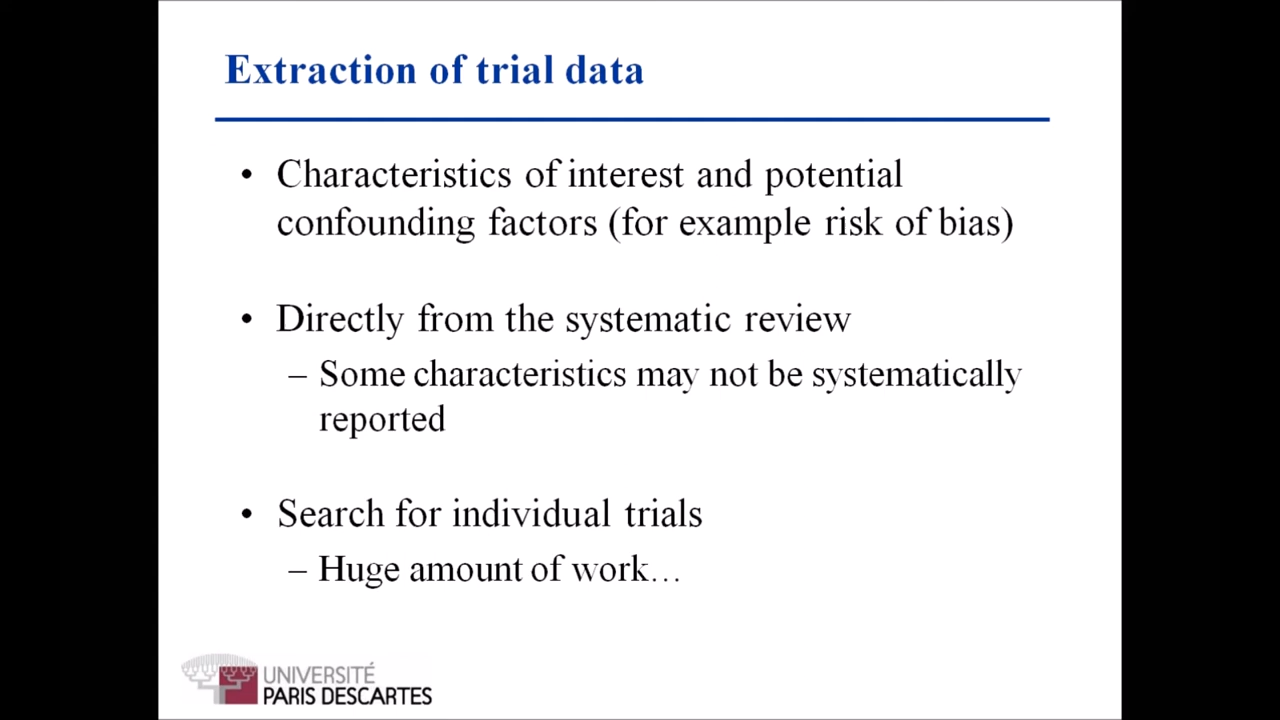 Extraction of trial data
• Characteristics of interest and potential
confounding factors (for example risk of bias)
• Directly from the systematic review
– Some characteristics may not be systematically
reported
• Search for individual trials
– Huge amount of work…
UNIVERSITÉ
PARIS DESCARTES